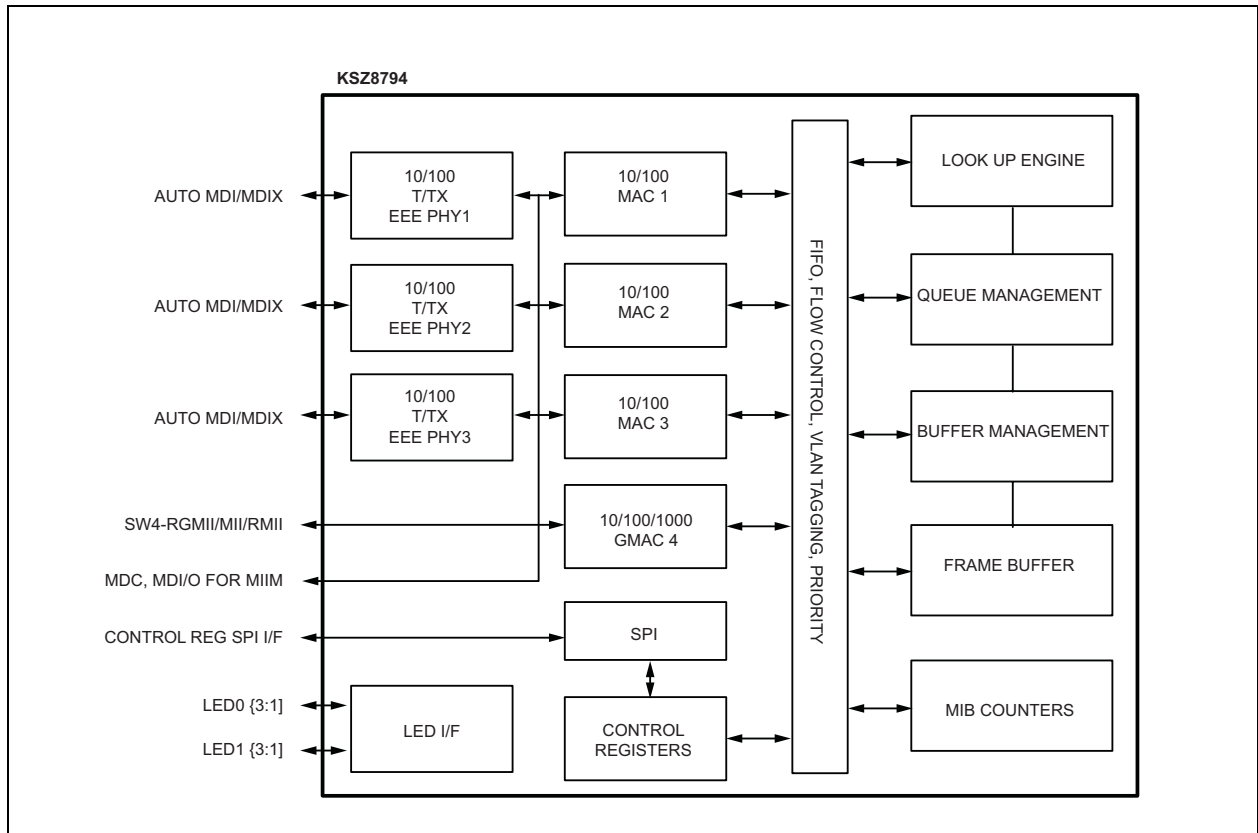 KSZ8794
AUTO MDI/MDIX
10/100
T/TX
EEE PHY1
10/100
MAC 1
LOOK UP ENGINE
AUTO MDI/MDIX
10/100
T/TX
EEE PHY2
10/100
MAC 2
QUEUE MANAGEMENT
AUTO MDI/MDIX
10/100
T/TX
EEE PHY3
10/100
MAC 3
BUFFER MANAGEMENT
SW4-RGMII/MII/RMII
10/100/1000
GMAC 4
FRAME BUFFER
MDC, MDI/O FOR MIIM
CONTROL REG SPI I/F
SPI
LED0 {3:1]
LED1 {3:1]
LED I/F
CONTROL
REGISTERS
MIB COUNTERS
FIFO, FLOW CONTROL, VLAN TAGGING, PRIORITY